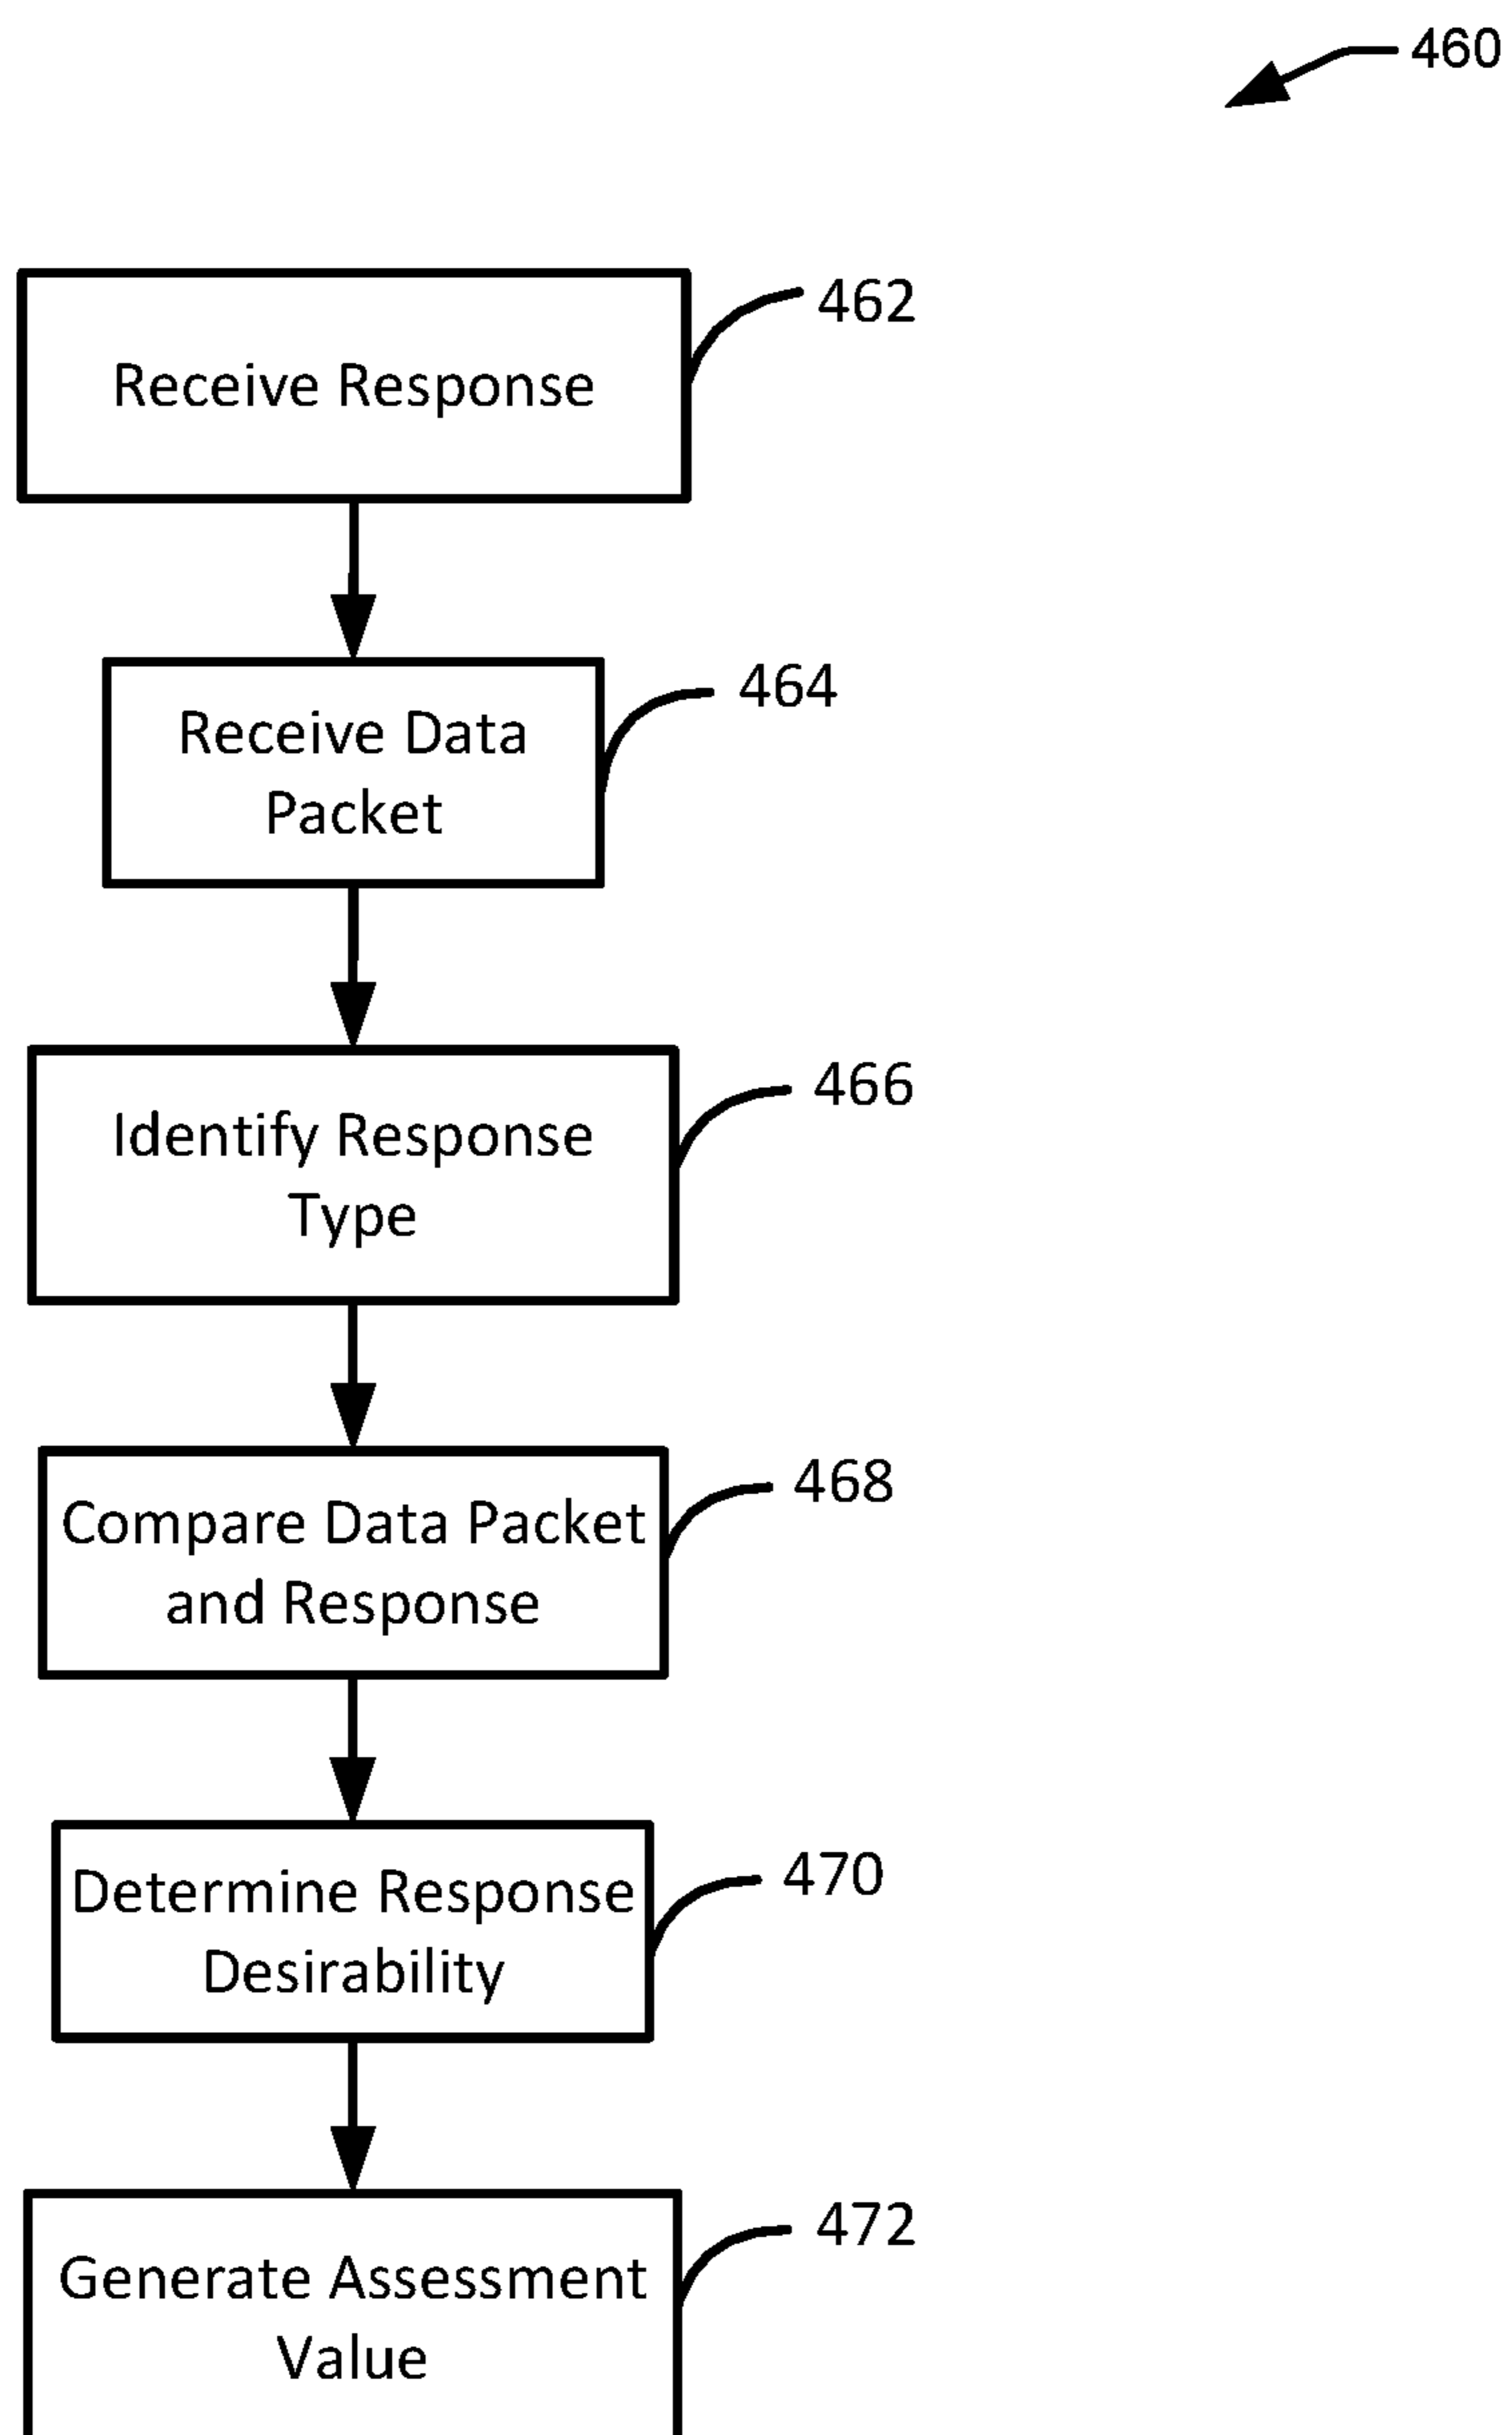 460
Receive Response
462
Receive Data
Packet
464
Identify Response
Type
466
Compare Data Packet
and Response
468
Determine Response
Desirability
470
Generate Assessment
Value
472